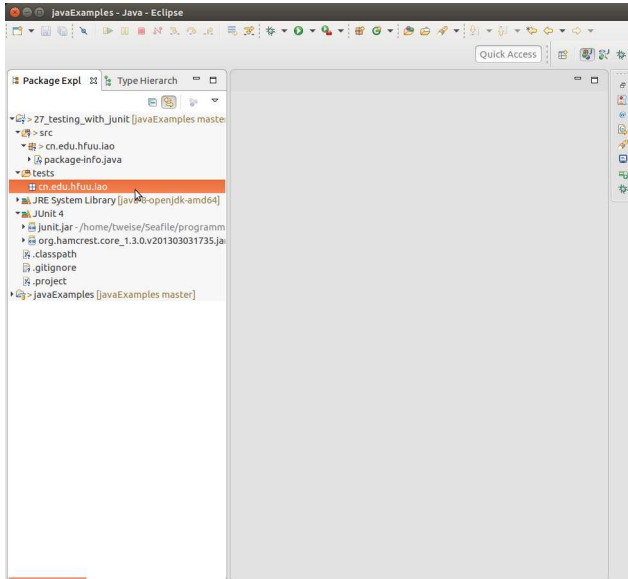 javaExamples - Java - Eclipse
Quick Access
Package Expl
Type Hierarch
> 27_testing_with_junit [javaExamples maste
> src
> cn.edu.hfuu.iao
package-info.java
tests
cn.edu.hfuu.iao
JRE System Library [java-8-openjdk-amd64]
JUnit 4
junit.jar - /home/tweise/Seafile/programm
org.hamcrest.core_1.3.0.v201303031735.jar
.classpath
.gitignore
.project
> javaExamples [javaExamples master]